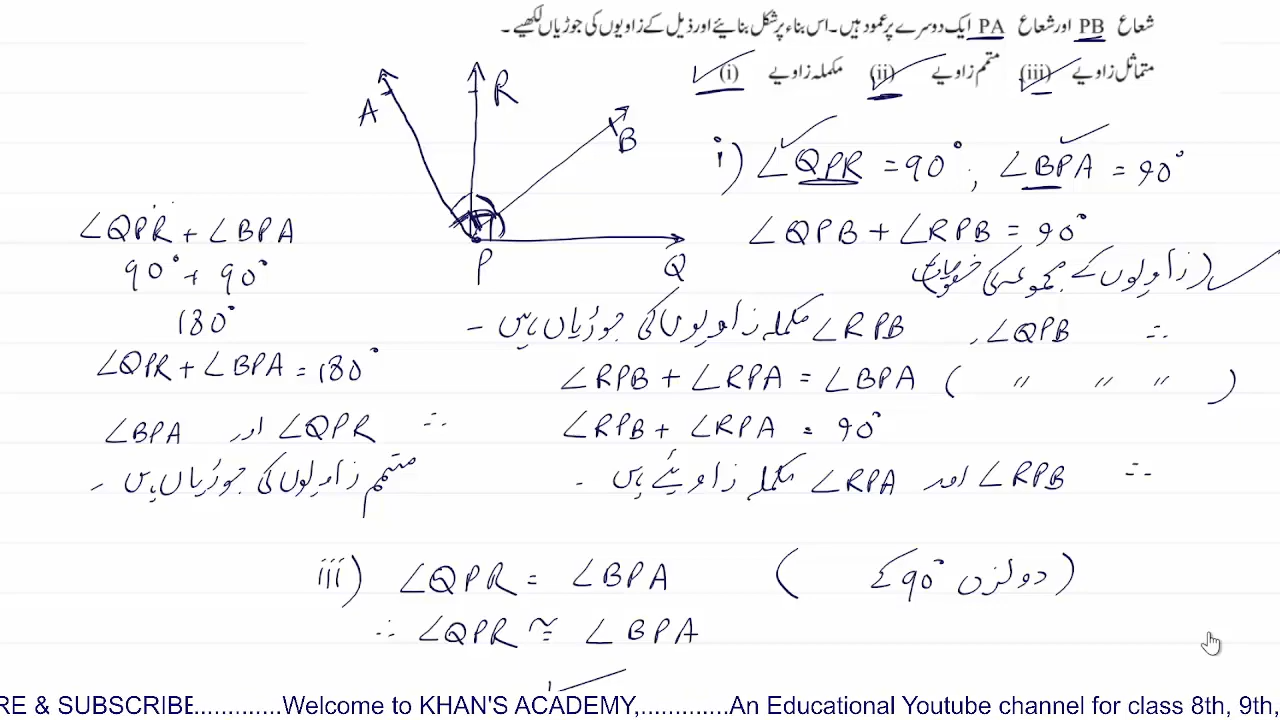 شعاع PB اور شعاع PA ایک دوسرے پر عمود ہیں۔ اس بناء پر شکل بنائیے اور ذیل کے زاویوں کی جوڑیاں لکھیے۔
(i) مکملہ زاویے (ii) متمم زاویے (iii) متماثل زاویے
A
R
B
P
Q
i) ∠QPR = 90°, ∠BPA = 90°
∠QPB + ∠RPB = 90°
(زاویوں کے مجموعہ کی خصوصیات)
∴ ∠QPB، ∠RPB مکملہ زاویوں کی جوڑیاں ہیں -
∠RPB + ∠RPA = ∠BPA ( " " " )
∠RPB + ∠RPA = 90°
∴ ∠RPB اور ∠RPA مکملہ زاویئے ہیں -
∠QPR + ∠BPA
90° + 90°
180°
∠QPR + ∠BPA = 180°
∴ ∠QPR اور ∠BPA
متمم زاویوں کی جوڑیاں ہیں -
iii) ∠QPR = ∠BPA (دونوں 90° کے)
∴ ∠QPR ≅ ∠BPA
RE & SUBSCRIBE.............Welcome to KHAN'S ACADEMY,.............An Educational Youtube channel for class 8th, 9th,